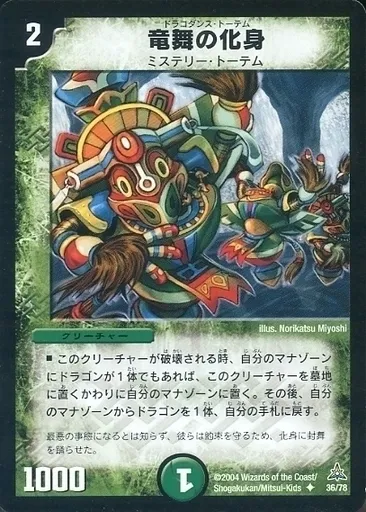 2
ドラゴダンス・トーテム
竜舞の化身
ミステリー・トーテム
illus. Norikatsu Miyoshi
クリーチャー
■ このクリーチャーが破壊される時、自分のマナゾーン
にドラゴンが1体でもあれば、このクリーチャーを墓地
に置くかわりに自分のマナゾーンに置く。その後、自分
のマナゾーンからドラゴンを1体、自分の手札に戻す。
最悪の事態になるとは知らず、彼らは約束を守るため、化身に封舞
を踊らせた。
1000
1
©2004 Wizards of the Coast/
Shogakukan/Mitsui-Kids
36/78